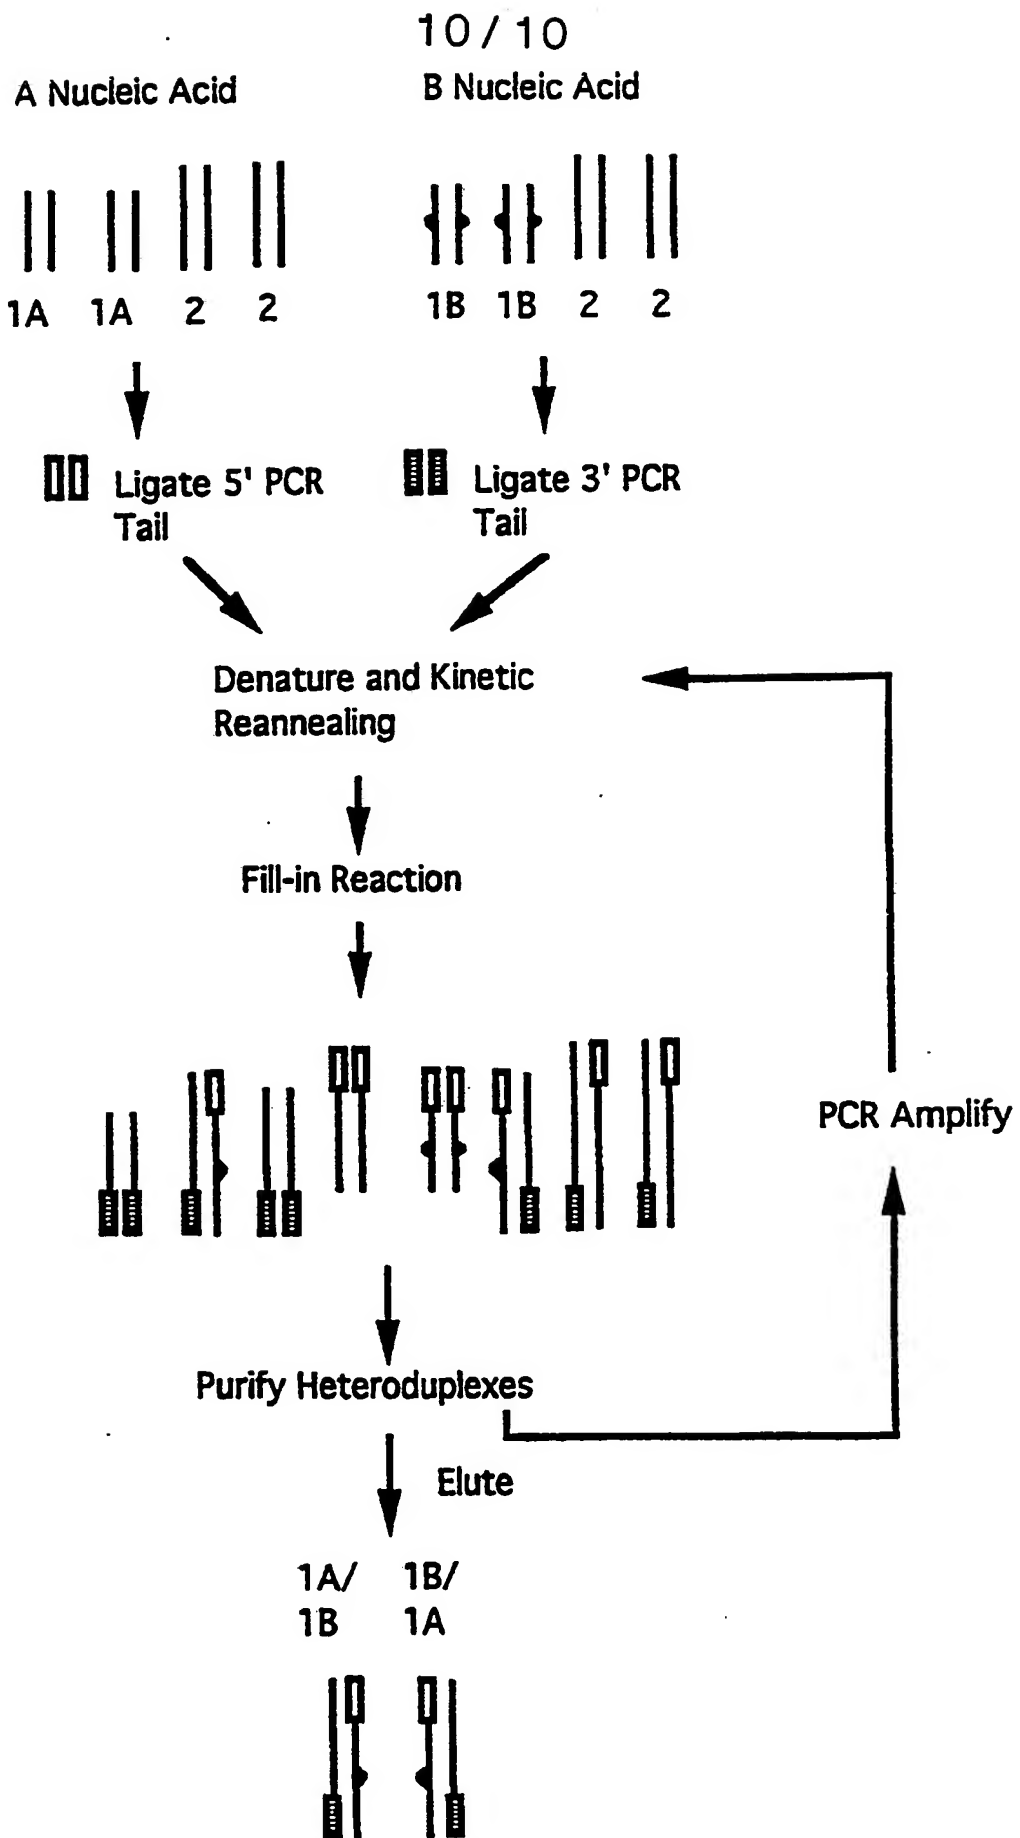 10/10
A Nucleic Acid
B Nucleic Acid
1A 1A 2 2
1B 1B 2 2
Ligate 5' PCR
Tail
Ligate 3' PCR
Tail
Denature and Kinetic
Reannealing
Fill-in Reaction
PCR Amplify
Purify Heteroduplexes
Elute
1A/
1B
1B/
1A